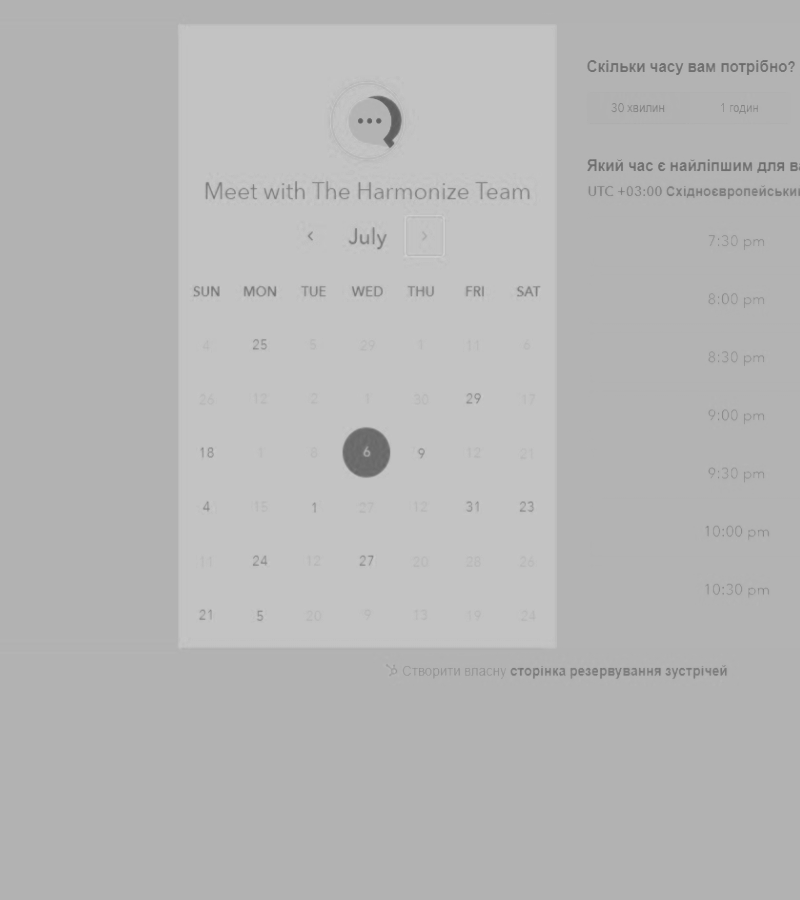 Meet with The Harmonize Team
July
SUN MON TUE WED THU FRI SAT
4 25 5 29 1 11 6
26 12 2 1 30 29 17
18 1 8 6 9 12 21
4 15 1 27 12 31 23
11 24 12 27 20 28 26
21 5 20 9 13 19 24
Скільки часу вам потрібно?
30 хвилин 1 годин
Який час є найліпшим для
UTC +03:00
7:30 pm
8:00 pm
8:30 pm
9:00 pm
9:30 pm
10:00 pm
10:30 pm
Створити власну сторінка резервування зустрічей